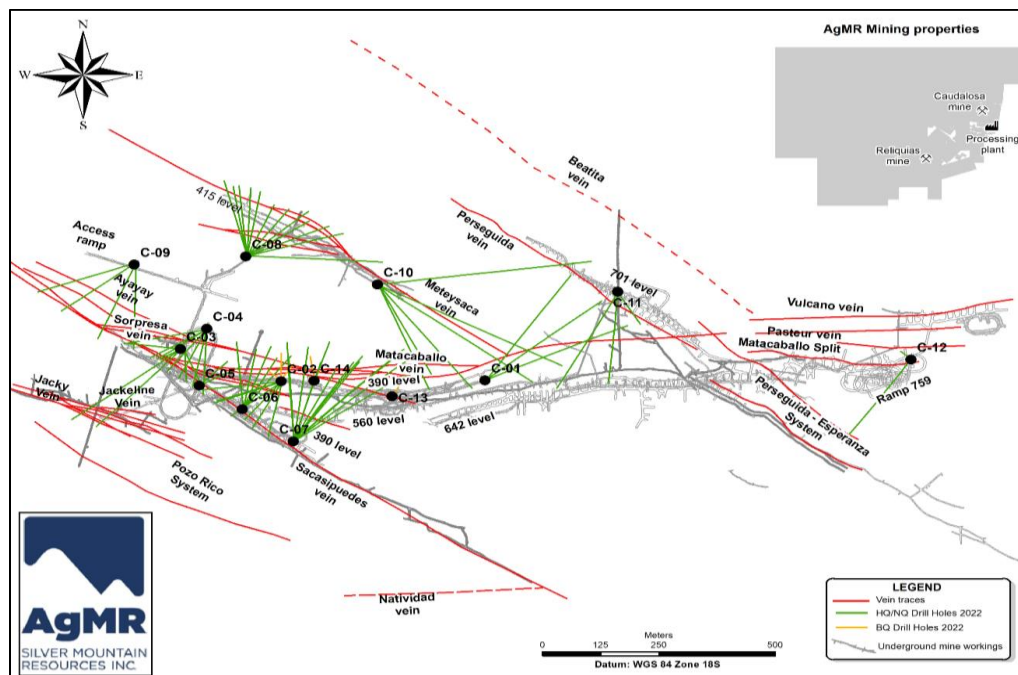 AgMR Mining properties
Caudalosa
mine
Processing
plant
Reliquias
mine
N
W
E
S
Beatita
vein
415 level
Access
ramp
C-08
C-09
Perseguida
vein
Ayayay
vein
C-10
Meteysaca
vein
701 level
C-11
Vulcano vein
Sorpresa
vein
C-04
C-03
Pasteur vein
Matacaballo Split
C-12
Matacaballo
vein
C-02
C-14
390 level
C-01
C-05
Jacky
Vein
Jackeline
Vein
C-06
C-13
Ramp 759
560 level
642 level
Perseguida - Esperanza
System
C-07
390 level
Sacasipuedes
vein
Pozo Rico
System
Natividad
vein
AgMR
SILVER MOUNTAIN
RESOURCES INC.
Meters
0 125 250 500
Datum: WGS 84 Zone 18S
LEGEND
Vein traces
HQ/NQ Drill Holes 2022
BQ Drill Holes 2022
Underground mine workings